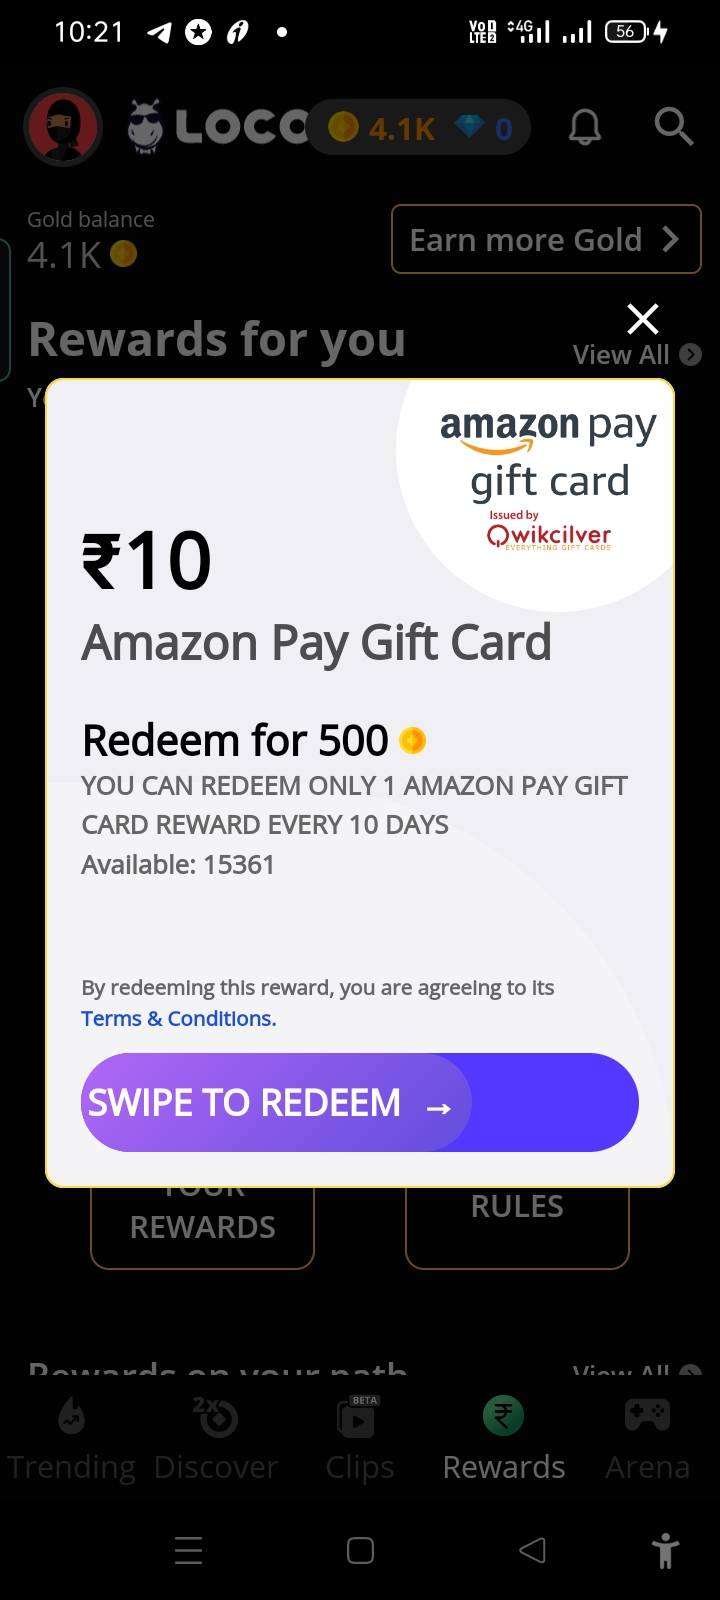 10:21
VoD
LTE2
4G
56
LOCO
4.1K
0
Gold balance
4.1K
Earn more Gold
Rewards for you
View All
amazon pay
gift card
Issued by
Qwikcilver
EVERYTHING GIFT CARDS
₹10
Amazon Pay Gift Card
Redeem for 500
YOU CAN REDEEM ONLY 1 AMAZON PAY GIFT
CARD REWARD EVERY 10 DAYS
Available: 15361
By redeeming this reward, you are agreeing to its
Terms & Conditions.
SWIPE TO REDEEM →
YOUR
REWARDS
RULES
Rewards on your path
View All
2x
BETA
₹
Trending
Discover
Clips
Rewards
Arena